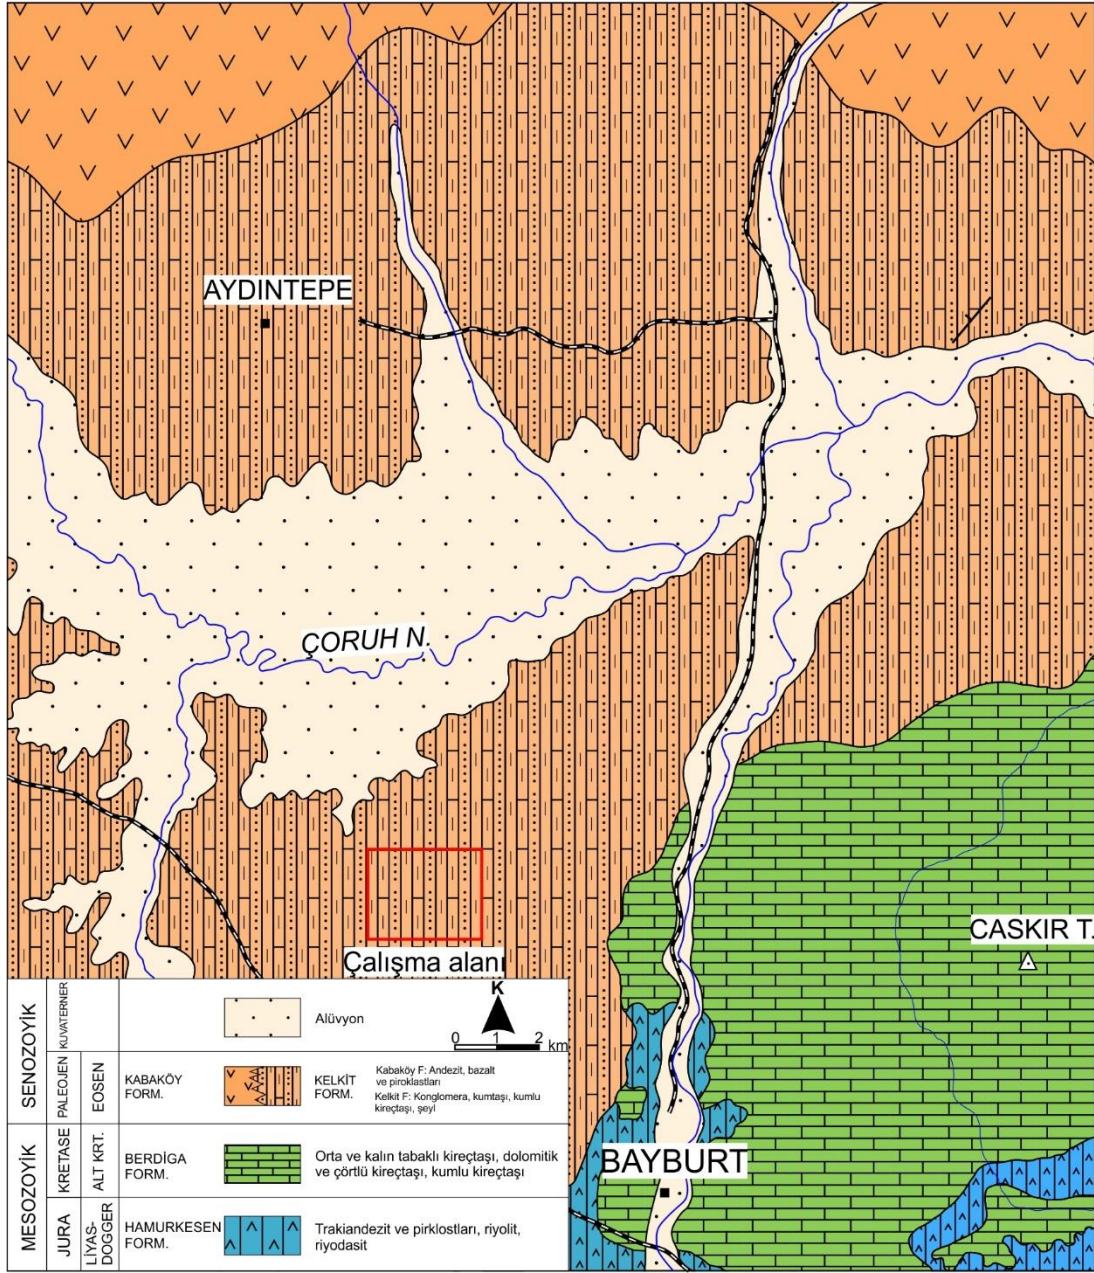 AYDINTEPE
ÇORUH N.
CASKIR T.
Çalışma alanı
BAYBURT
K
0 1 2 km
SENOZOYİK
KUVATERNER
Alüvyon
PALEOJEN
EOSEN
KABAKÖY
FORM.
KELKİT
FORM.
Kabaköy F: Andezit, bazalt
ve piroklastları
Kelkit F: Konglomera, kumtaşı, kumlu
kireçtaşı, şeyl
MESOZOYİK
KRETASE
ALT KRT.
BERDİGA
FORM.
Orta ve kalın tabaklı kireçtaşı, dolomitik
ve çörtlü kireçtaşı, kumlu kireçtaşı
JURA
LİYAS-
DOGGER
HAMURKESEN
FORM.
Trakiandezit ve pirklostları, riyolit,
riyodasit